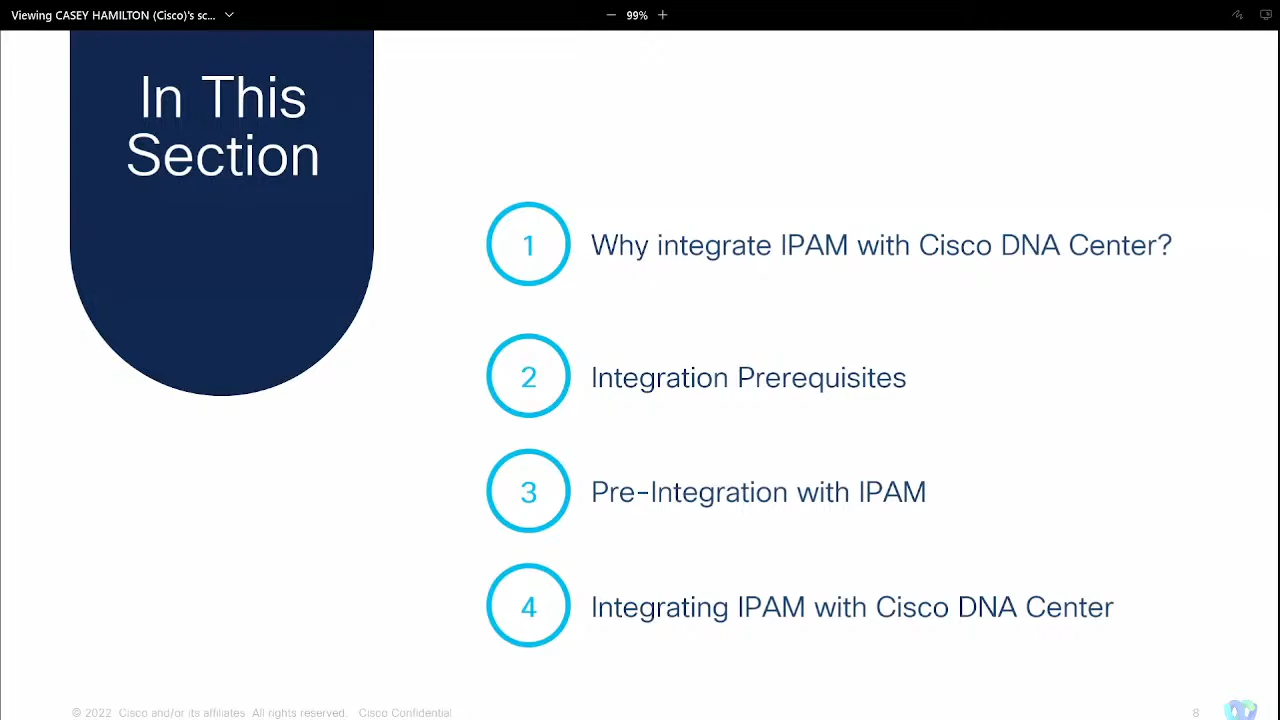 Viewing CASEY HAMILTON (Cisco)'s sc...
99%
In This
Section
1 Why integrate IPAM with Cisco DNA Center?
2 Integration Prerequisites
3 Pre-Integration with IPAM
4 Integrating IPAM with Cisco DNA Center
© 2022 Cisco and/or its affiliates All rights reserved. Cisco Confidential
8